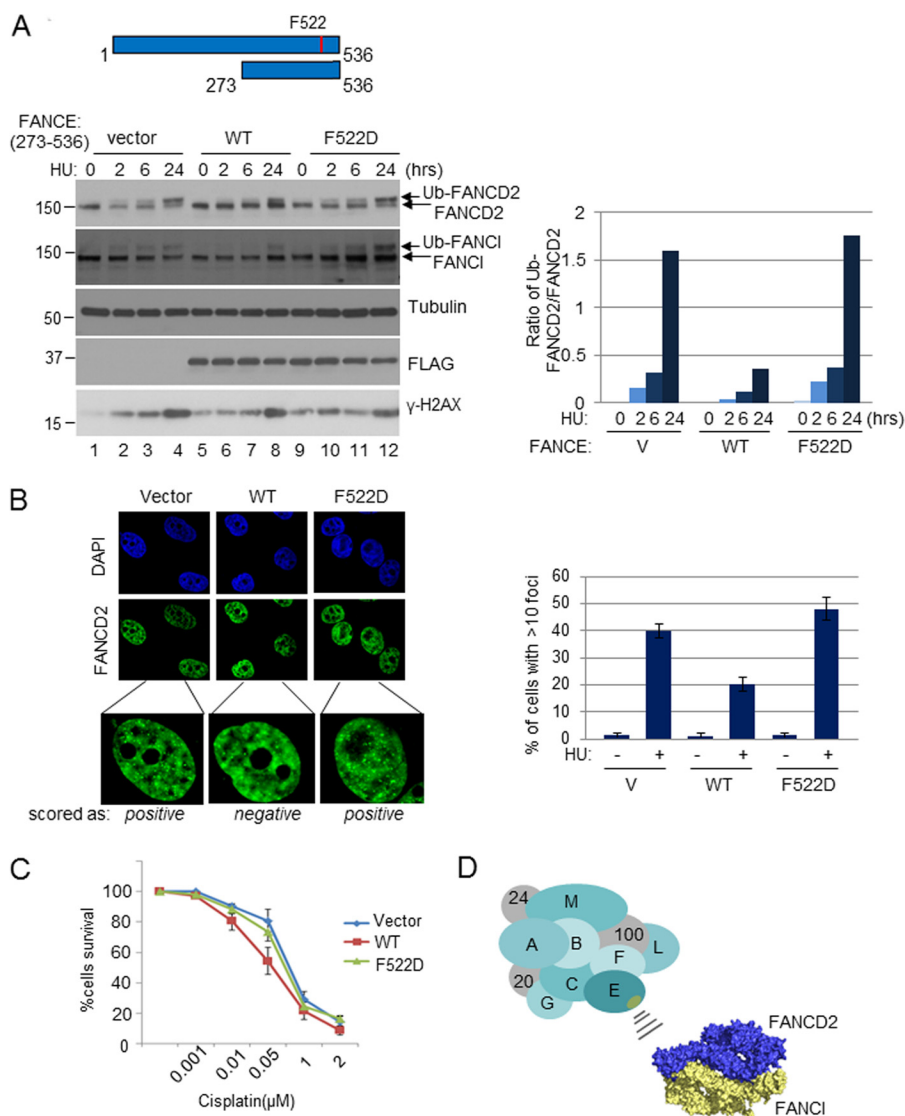 A
F522
1
536
273
536
FANCE:
(273-536)
vector WT F522D
HU: 0 2 6 24 0 2 6 24 0 2 6 24 (hrs)
150
Ub-FANCD2
FANCD2
150
Ub-FANCI
FANCI
50
Tubulin
37
FLAG
15
γ-H2AX
1 2 3 4 5 6 7 8 9 10 11 12
Ratio of Ub-
FANCD2/FANCD2
2
1.5
1
0.5
0
HU: 0 2 6 24 0 2 6 24 0 2 6 24 (hrs)
FANCE: V WT F522D
B
Vector WT F522D
DAPI
FANCD2
scored as: positive negative positive
% of cells with >10 foci
60
50
40
30
20
10
0
HU: - + - + - +
V WT F522D
C
%cells survival
100
80
60
40
20
0
0.001 0.01 0.05 1 2
Cisplatin(µM)
Vector
WT
F522D
D
24
M
A
B
100
L
F
20
C
E
G
FANCD2
FANCI